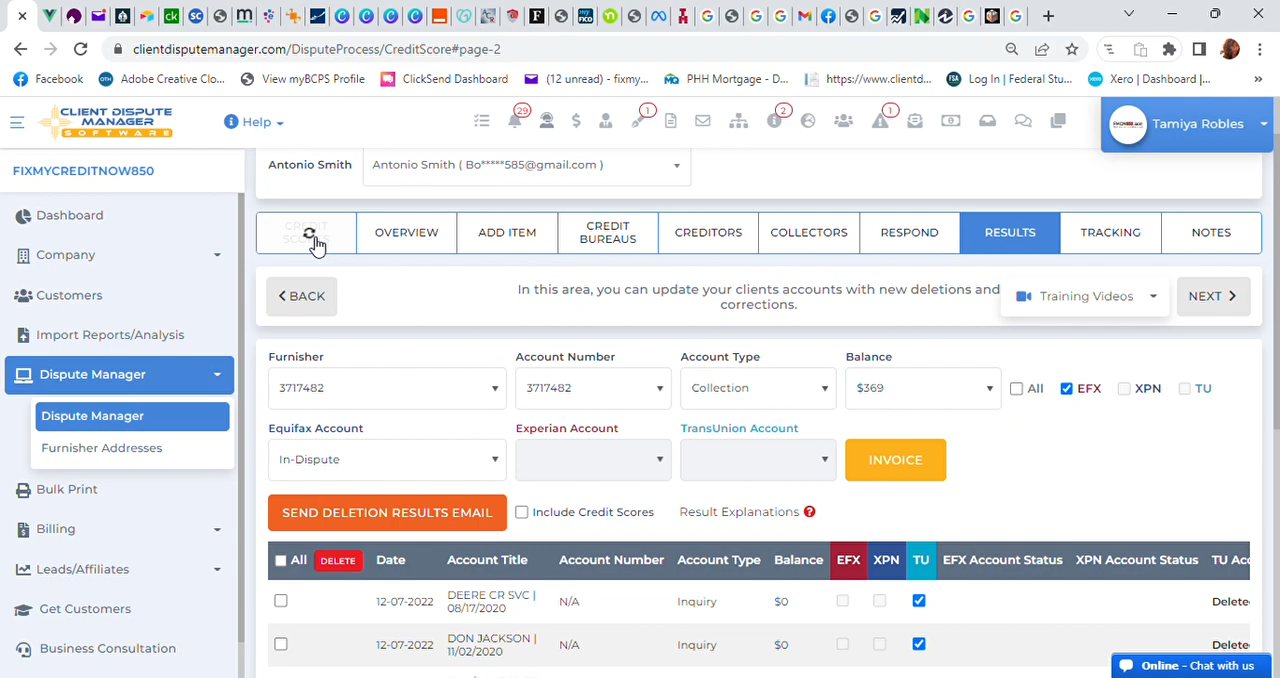 clientdisputemanager.com/DisputeProcess/CreditScore#page-2
Facebook Adobe Creative Clo... View myBCPS Profile ClickSend Dashboard (12 unread) - fixmy... PHH Mortgage - D... https://www.clientd... Log In | Federal Stu... Xero | Dashboard |... »
CLIENT DISPUTE
MANAGER
SOFTWARE
Help
29 1 2 1
Tamiya Robles
FIXMYCREDITNOW850
Dashboard
Company
Customers
Import Reports/Analysis
Dispute Manager
Dispute Manager
Furnisher Addresses
Bulk Print
Billing
Leads/Affiliates
Get Customers
Business Consultation
Antonio Smith Antonio Smith ( Bo*****585@gmail.com )
OVERVIEW ADD ITEM CREDIT BUREAUS CREDITORS COLLECTORS RESPOND RESULTS TRACKING NOTES
BACK
In this area, you can update your clients accounts with new deletions and
corrections.
Training Videos
NEXT
Furnisher Account Number Account Type Balance
3717482 3717482 Collection $369 All EFX XPN TU
Equifax Account Experian Account TransUnion Account
In-Dispute INVOICE
SEND DELETION RESULTS EMAIL Include Credit Scores Result Explanations ?
All DELETE Date Account Title Account Number Account Type Balance EFX XPN TU EFX Account Status XPN Account Status
12-07-2022 DEERE CR SVC | 08/17/2020 N/A Inquiry $0
12-07-2022 DON JACKSON | 11/02/2020 N/A Inquiry $0
Online - Chat with us